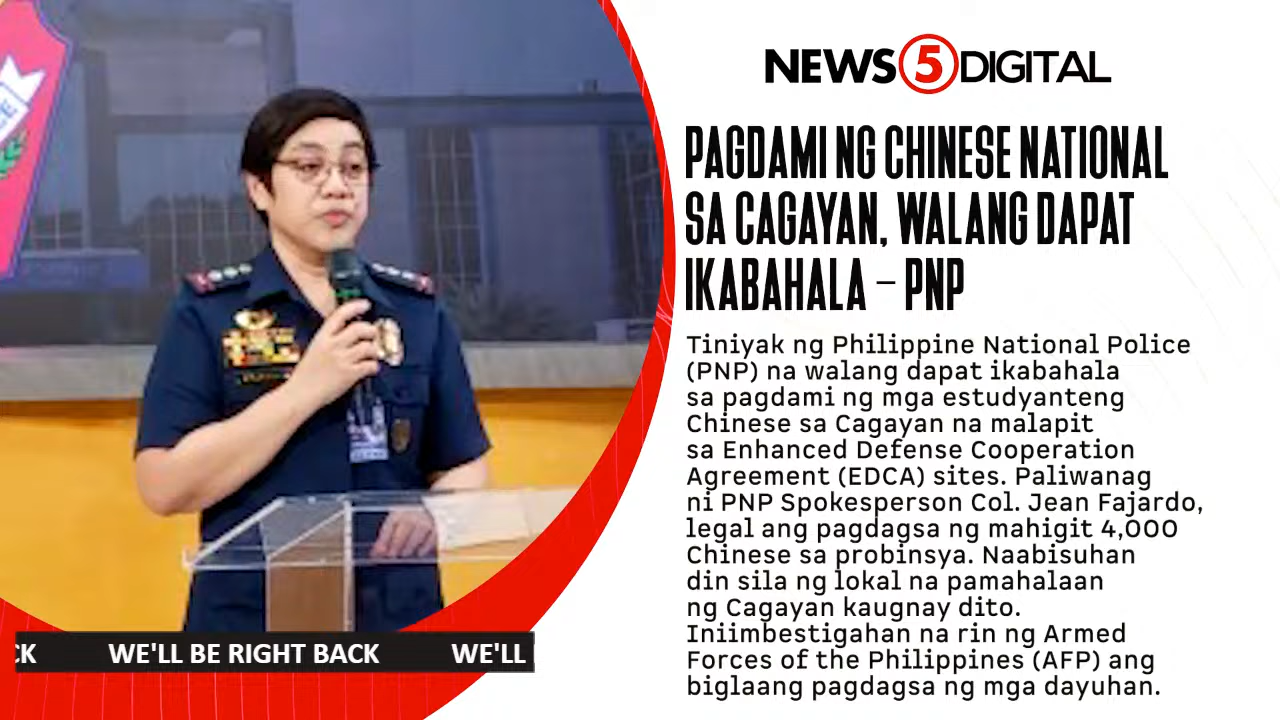 NEWS 5 DIGITAL
PAGDAMI NG CHINESE NATIONAL
SA CAGAYAN, WALANG DAPAT
IKABAHALA – PNP
Tiniyak ng Philippine National Police
(PNP) na walang dapat ikabahala
sa pagdami ng mga estudyanteng
Chinese sa Cagayan na malapit
sa Enhanced Defense Cooperation
Agreement (EDCA) sites. Paliwanag
ni PNP Spokesperson Col. Jean Fajardo,
legal ang pagdagsa ng mahigit 4,000
Chinese sa probinsya. Naabisuhan
din sila ng lokal na pamahalaan
ng Cagayan kaugnay dito.
Iniimbestigahan na rin ng Armed
Forces of the Philippines (AFP) ang
biglaang pagdagsa ng mga dayuhan.
CK WE'LL BE RIGHT BACK WE'LL